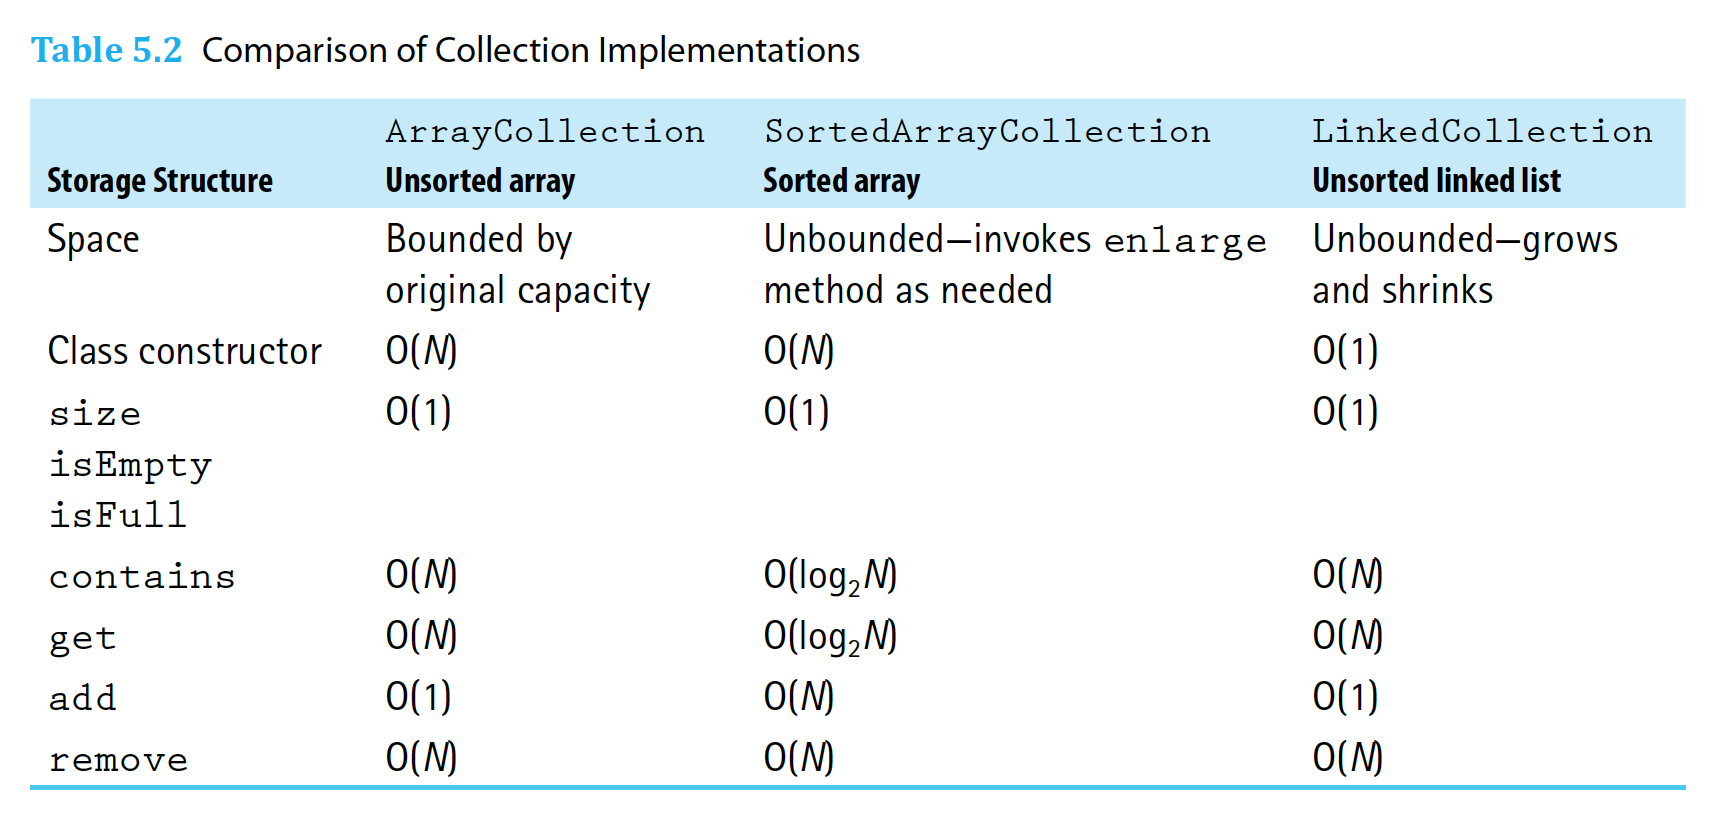 Table 5.2 Comparison of Collection Implementations
ArrayCollection SortedArrayCollection LinkedCollection
Storage Structure Unsorted array Sorted array Unsorted linked list
Space Bounded by Unbounded—invokes enlarge Unbounded—grows
original capacity method as needed and shrinks
Class constructor O(N) O(N) O(1)
size O(1) O(1) O(1)
isEmpty
isFull
contains O(N) O(log₂N) O(N)
get O(N) O(log₂N) O(N)
add O(1) O(N) O(1)
remove O(N) O(N) O(N)